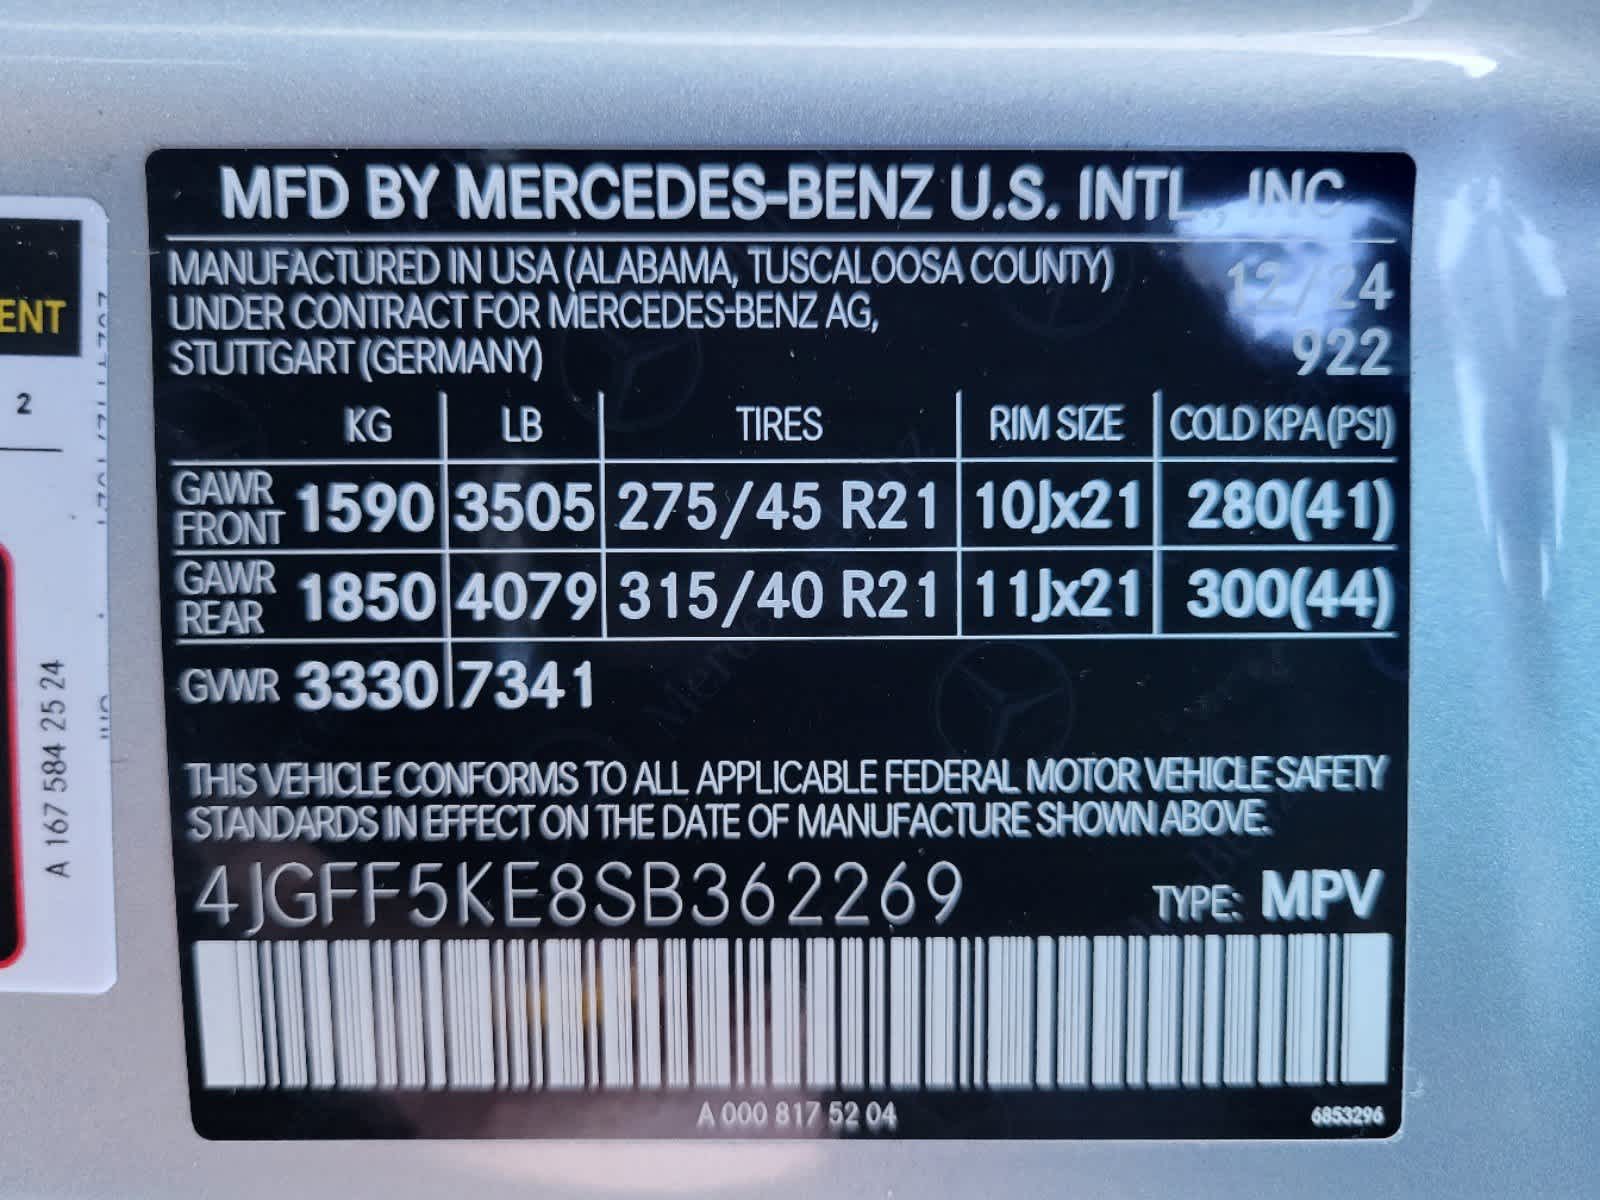 MFD BY MERCEDES-BENZ U.S. INTL., INC.
MANUFACTURED IN USA (ALABAMA, TUSCALOOSA COUNTY)
UNDER CONTRACT FOR MERCEDES-BENZ AG,
STUTTGART (GERMANY)
12/24
922
KG LB TIRES RIM SIZE COLD KPA(PSI)
GAWR FRONT 1590 3505 275/45 R21 10Jx21 280(41)
GAWR REAR 1850 4079 315/40 R21 11Jx21 300(44)
GVWR 3330 7341
THIS VEHICLE CONFORMS TO ALL APPLICABLE FEDERAL MOTOR VEHICLE SAFETY
STANDARDS IN EFFECT ON THE DATE OF MANUFACTURE SHOWN ABOVE.
4JGFF5KE8SB362269 TYPE: MPV
A 000 817 52 04 6853296
ENT
2
A 167 584 25 24